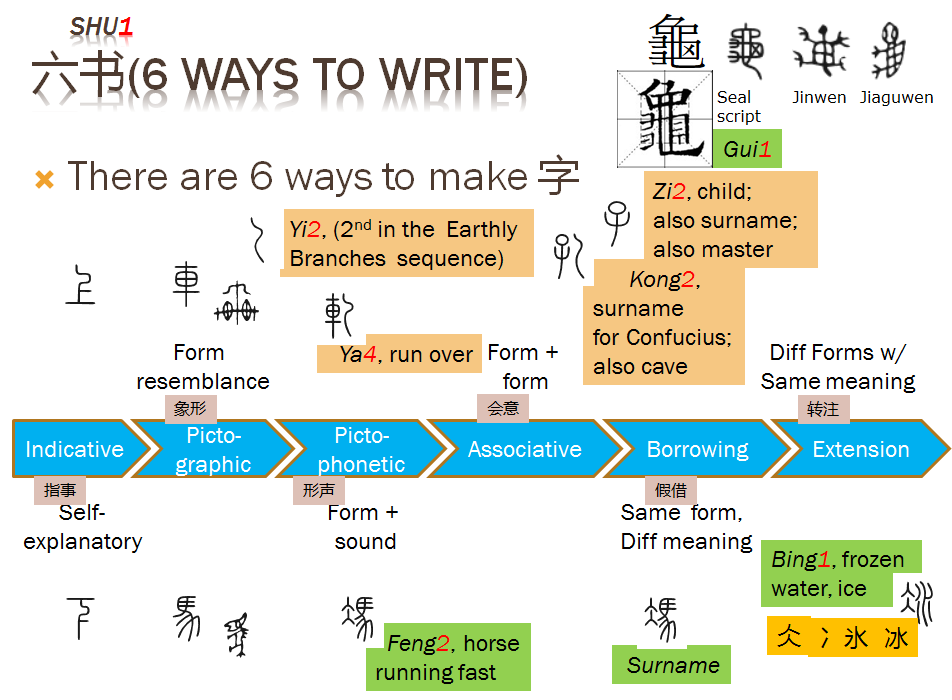 SHU1
六书(6 WAYS TO WRITE)
龜
龜
Seal
script
Jinwen
Jiaguwen
Gui1
There are 6 ways to make 字
Yi2, (2nd in the Earthly
Branches sequence)
Zi2, child;
also surname;
also master
Kong2,
surname
for Confucius;
also cave
Ya4, run over
Form
resemblance
Form +
form
Diff Forms w/
Same meaning
象形
会意
转注
Indicative
Picto-
graphic
Picto-
phonetic
Associative
Borrowing
Extension
指事
形声
假借
Self-
explanatory
Form +
sound
Same form,
Diff meaning
Bing1, frozen
water, ice
仌 冫氷 冰
Feng2, horse
running fast
Surname